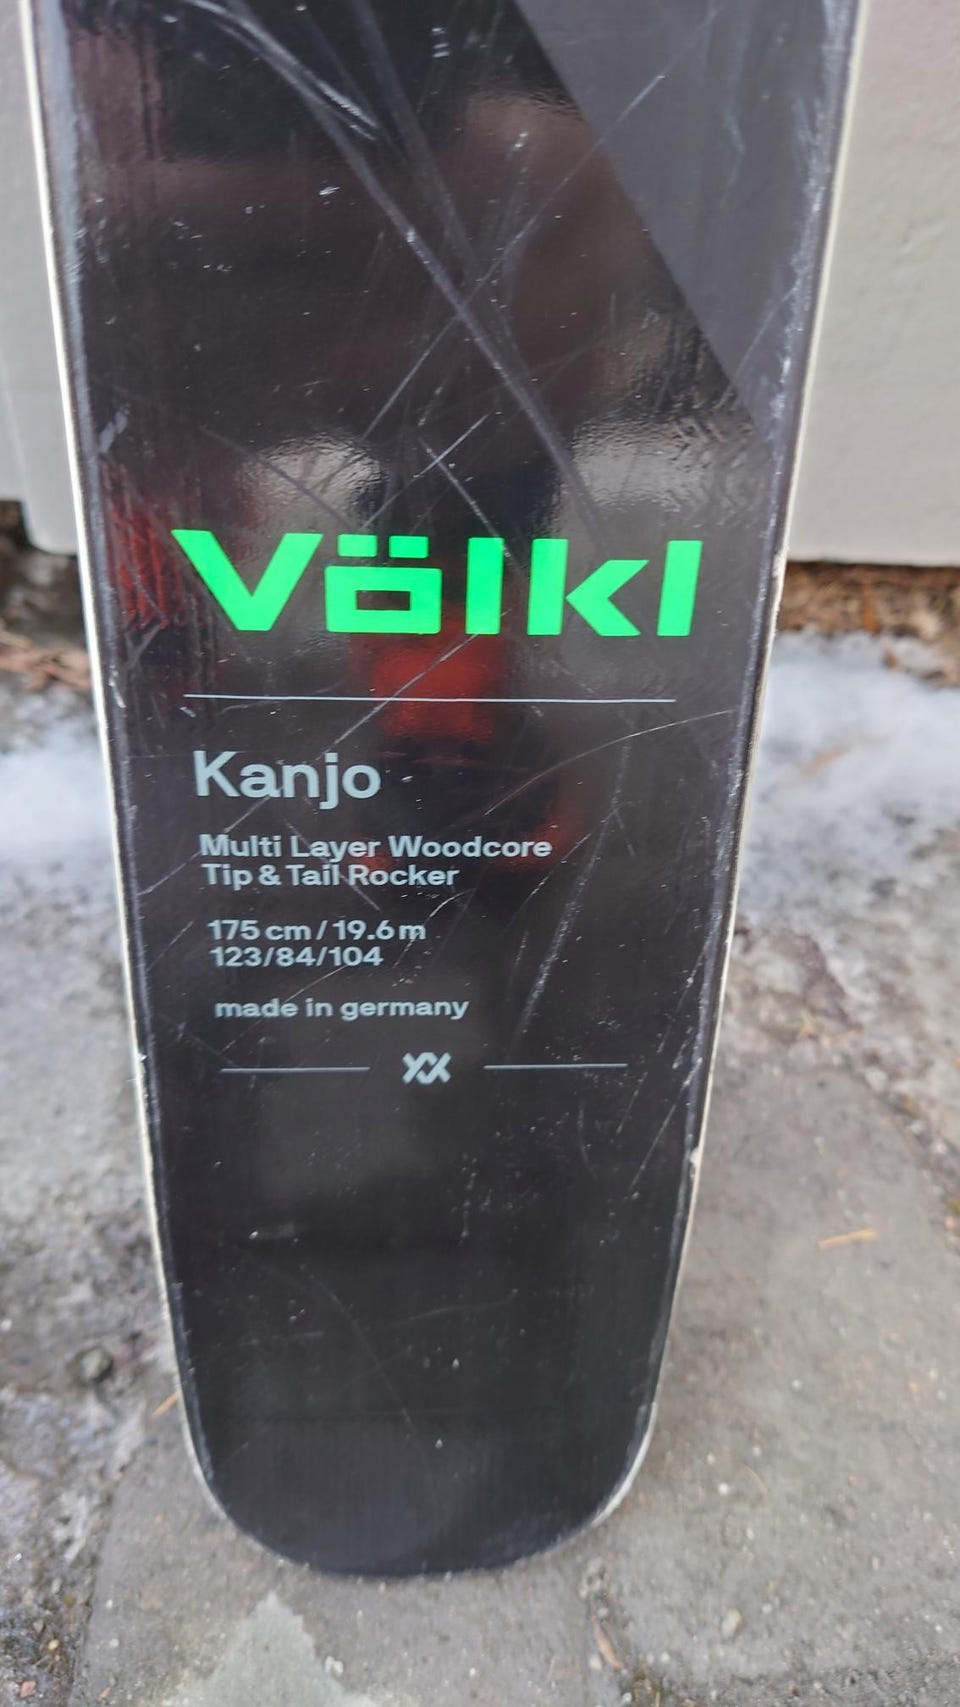 Völkl
Kanjo
Multi Layer Woodcore
Tip & Tail Rocker
175 cm / 19.6 m
123/84/104
made in germany